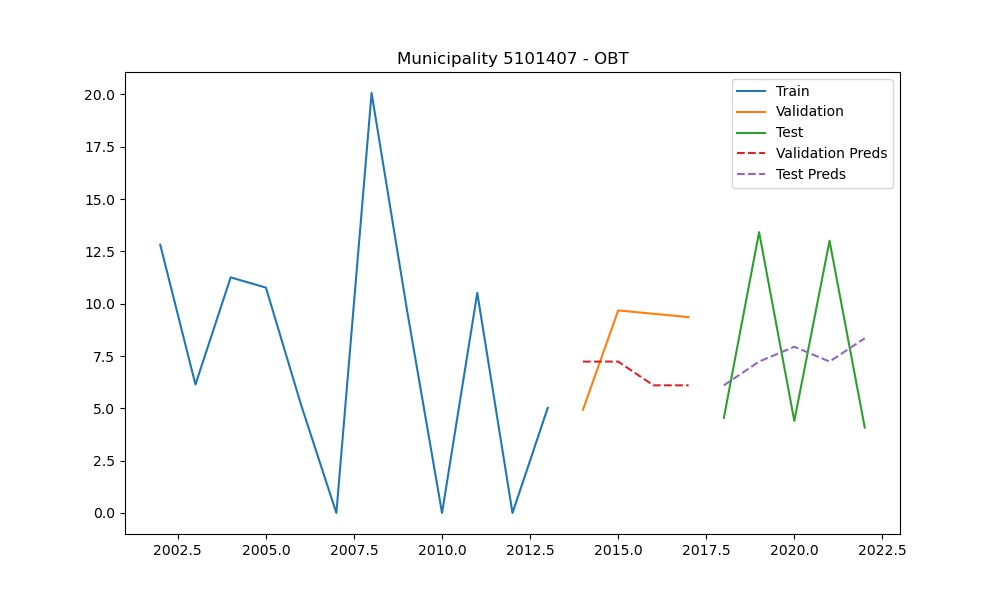 Municipality 5101407 - OBT
Train
Validation
Test
Validation Preds
Test Preds
20.0
17.5
15.0
12.5
10.0
7.5
5.0
2.5
0.0
2002.5 2005.0 2007.5 2010.0 2012.5 2015.0 2017.5 2020.0 2022.5